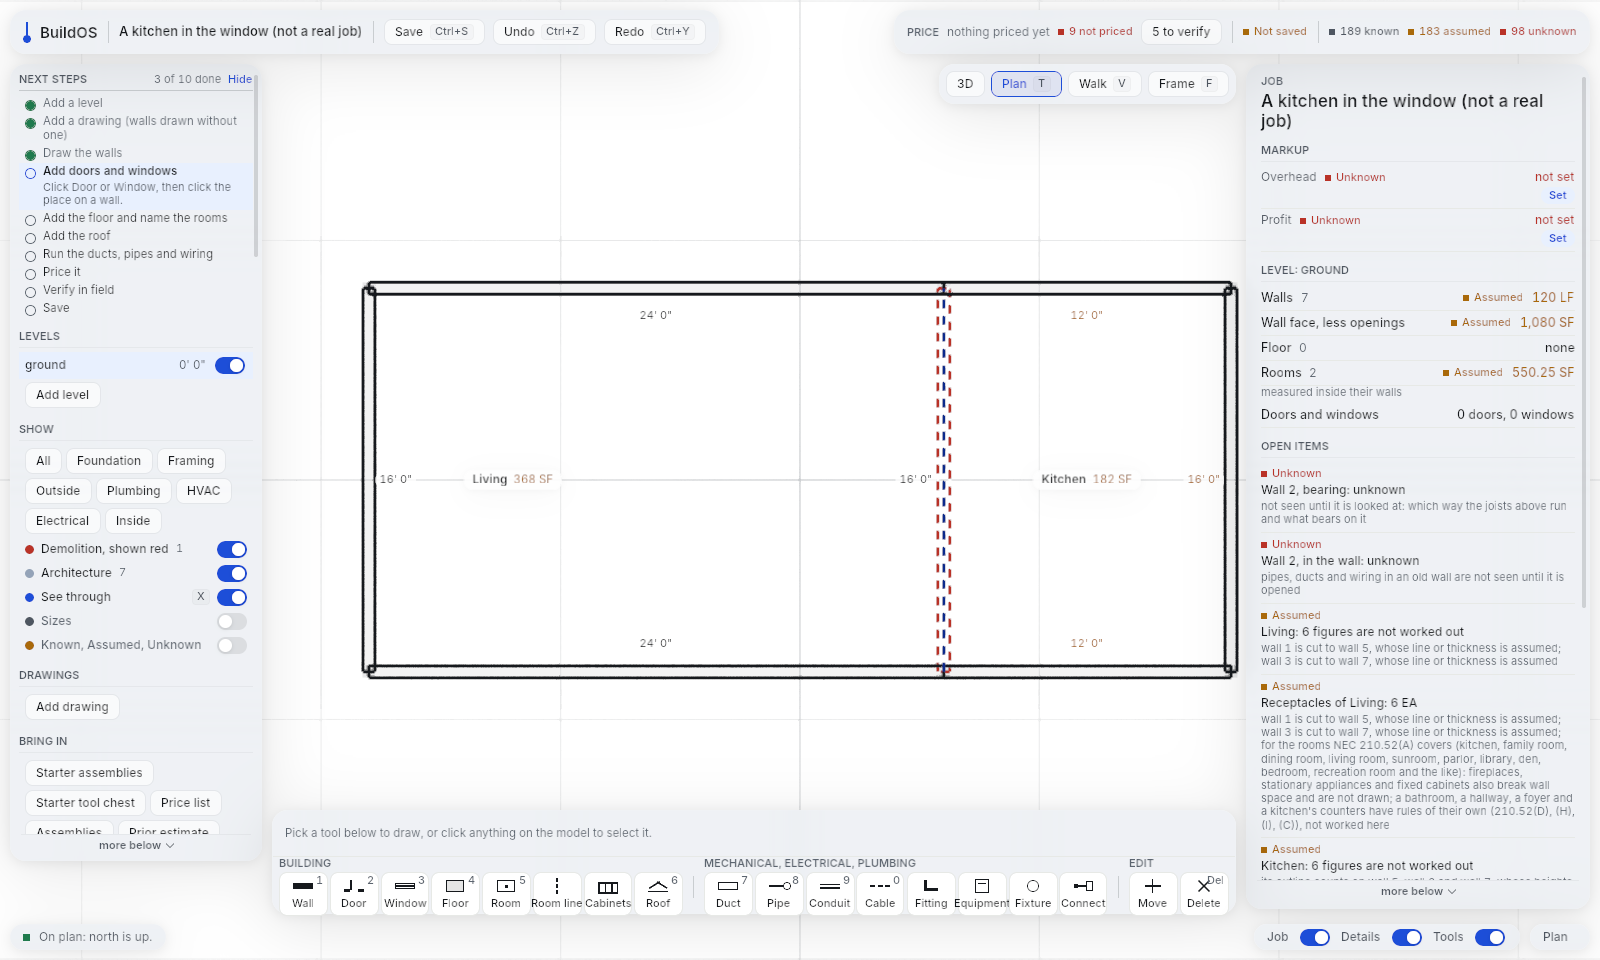 BuildOS
A kitchen in the window (not a real job)
Save Ctrl+S
Undo Ctrl+Z
Redo Ctrl+Y
PRICE nothing priced yet 9 not priced 5 to verify Not saved 189 known 183 assumed 98 unknown
3D
Plan T
Walk V
Frame F
NEXT STEPS 3 of 10 done Hide
Add a level
Add a drawing (walls drawn without
one)
Draw the walls
Add doors and windows
Click Door or Window, then click the
place on a wall.
Add the floor and name the rooms
Add the roof
Run the ducts, pipes and wiring
Price it
Verify in field
Save
LEVELS
ground 0' 0"
Add level
SHOW
All Foundation Framing
Outside Plumbing HVAC
Electrical Inside
Demolition, shown red 1
Architecture 7
See through X
Sizes
Known, Assumed, Unknown
DRAWINGS
Add drawing
BRING IN
Starter assemblies
Starter tool chest Price list
Assemblies Prior estimate
more below
On plan: north is up.
24' 0" 12' 0"
16' 0" Living 368 SF 16' 0" Kitchen 182 SF 16' 0"
24' 0" 12' 0"
Pick a tool below to draw, or click anything on the model to select it.
BUILDING
1 2 3 4 5 6
Wall Door Window Floor Room Room line Cabinets Roof
MECHANICAL, ELECTRICAL, PLUMBING
7 8 9 0
Duct Pipe Conduit Cable Fitting Equipment Fixture Connect
EDIT
Del
Move Delete
JOB
A kitchen in the window (not a real
job)
MARKUP
Overhead Unknown not set
Set
Profit Unknown not set
Set
LEVEL: GROUND
Walls 7 Assumed 120 LF
Wall face, less openings Assumed 1,080 SF
Floor 0 none
Rooms 2 Assumed 550.25 SF
measured inside their walls
Doors and windows 0 doors, 0 windows
OPEN ITEMS
Unknown
Wall 2, bearing: unknown
not seen until it is looked at: which way the joists above run
and what bears on it
Unknown
Wall 2, in the wall: unknown
pipes, ducts and wiring in an old wall are not seen until it is
opened
Assumed
Living: 6 figures are not worked out
wall 1 is cut to wall 5, whose line or thickness is assumed;
wall 3 is cut to wall 7, whose line or thickness is assumed
Assumed
Receptacles of Living: 6 EA
wall 1 is cut to wall 5, whose line or thickness is assumed;
wall 3 is cut to wall 7, whose line or thickness is assumed;
for the rooms NEC 210.52(A) covers (kitchen, family room,
dining room, living room, sunroom, parlor, library, den,
bedroom, recreation room and the like): fireplaces,
stationary appliances and fixed cabinets also break wall
space and are not drawn; a bathroom, a hallway, a foyer and
a kitchen's counters have rules of their own (210.52(D), (H),
(I), (C)), not worked here
Assumed
Kitchen: 6 figures are not worked out
more below
Job Details Tools Plan